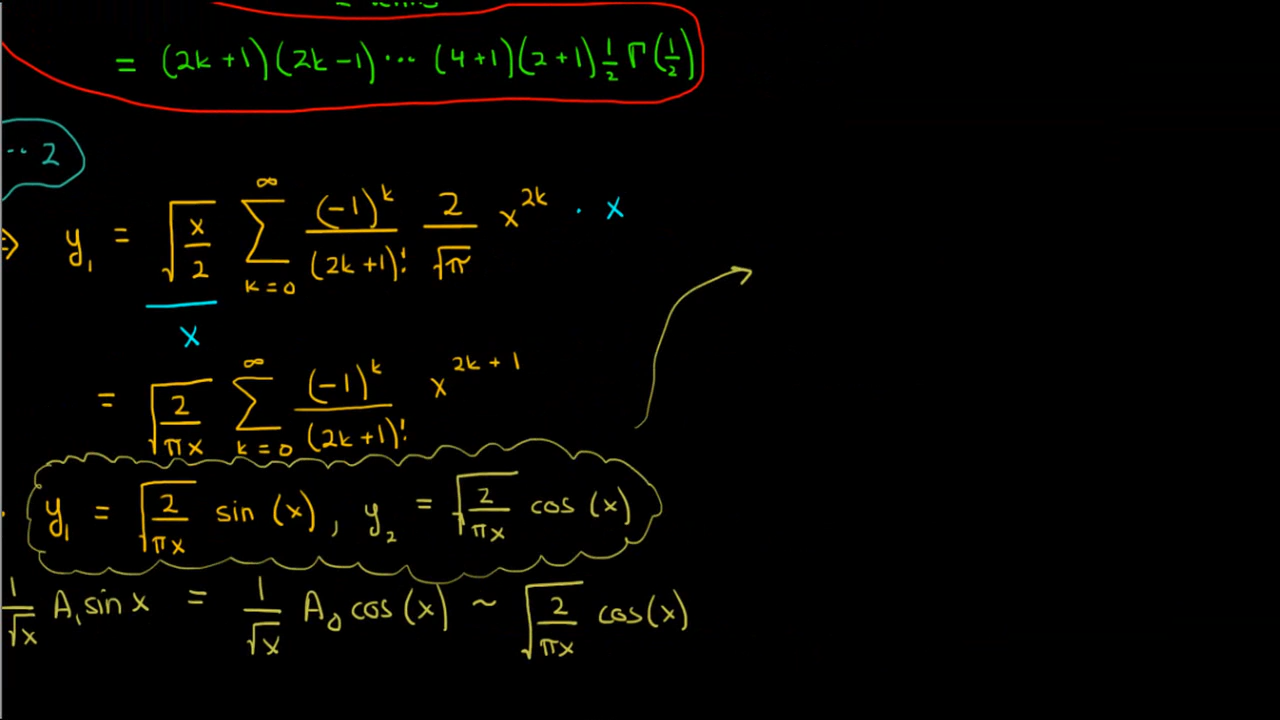 = (2k+1)(2k-1)⋯(4+1)(2+1) 1/2 Γ(1/2)
⋯ 2
⇒ y₁ = √(x/2) / x ∑_{k=0}^{∞} (-1)^k/(2k+1)! 2/√π x^{2k} · x
= √(2/(πx)) ∑_{k=0}^{∞} (-1)^k/(2k+1)! x^{2k+1}
y₁ = √(2/(πx)) sin(x), y₂ = √(2/(πx)) cos(x)
1/√x A₁ sin x = 1/√x A₀ cos(x) ~ √(2/(πx)) cos(x)